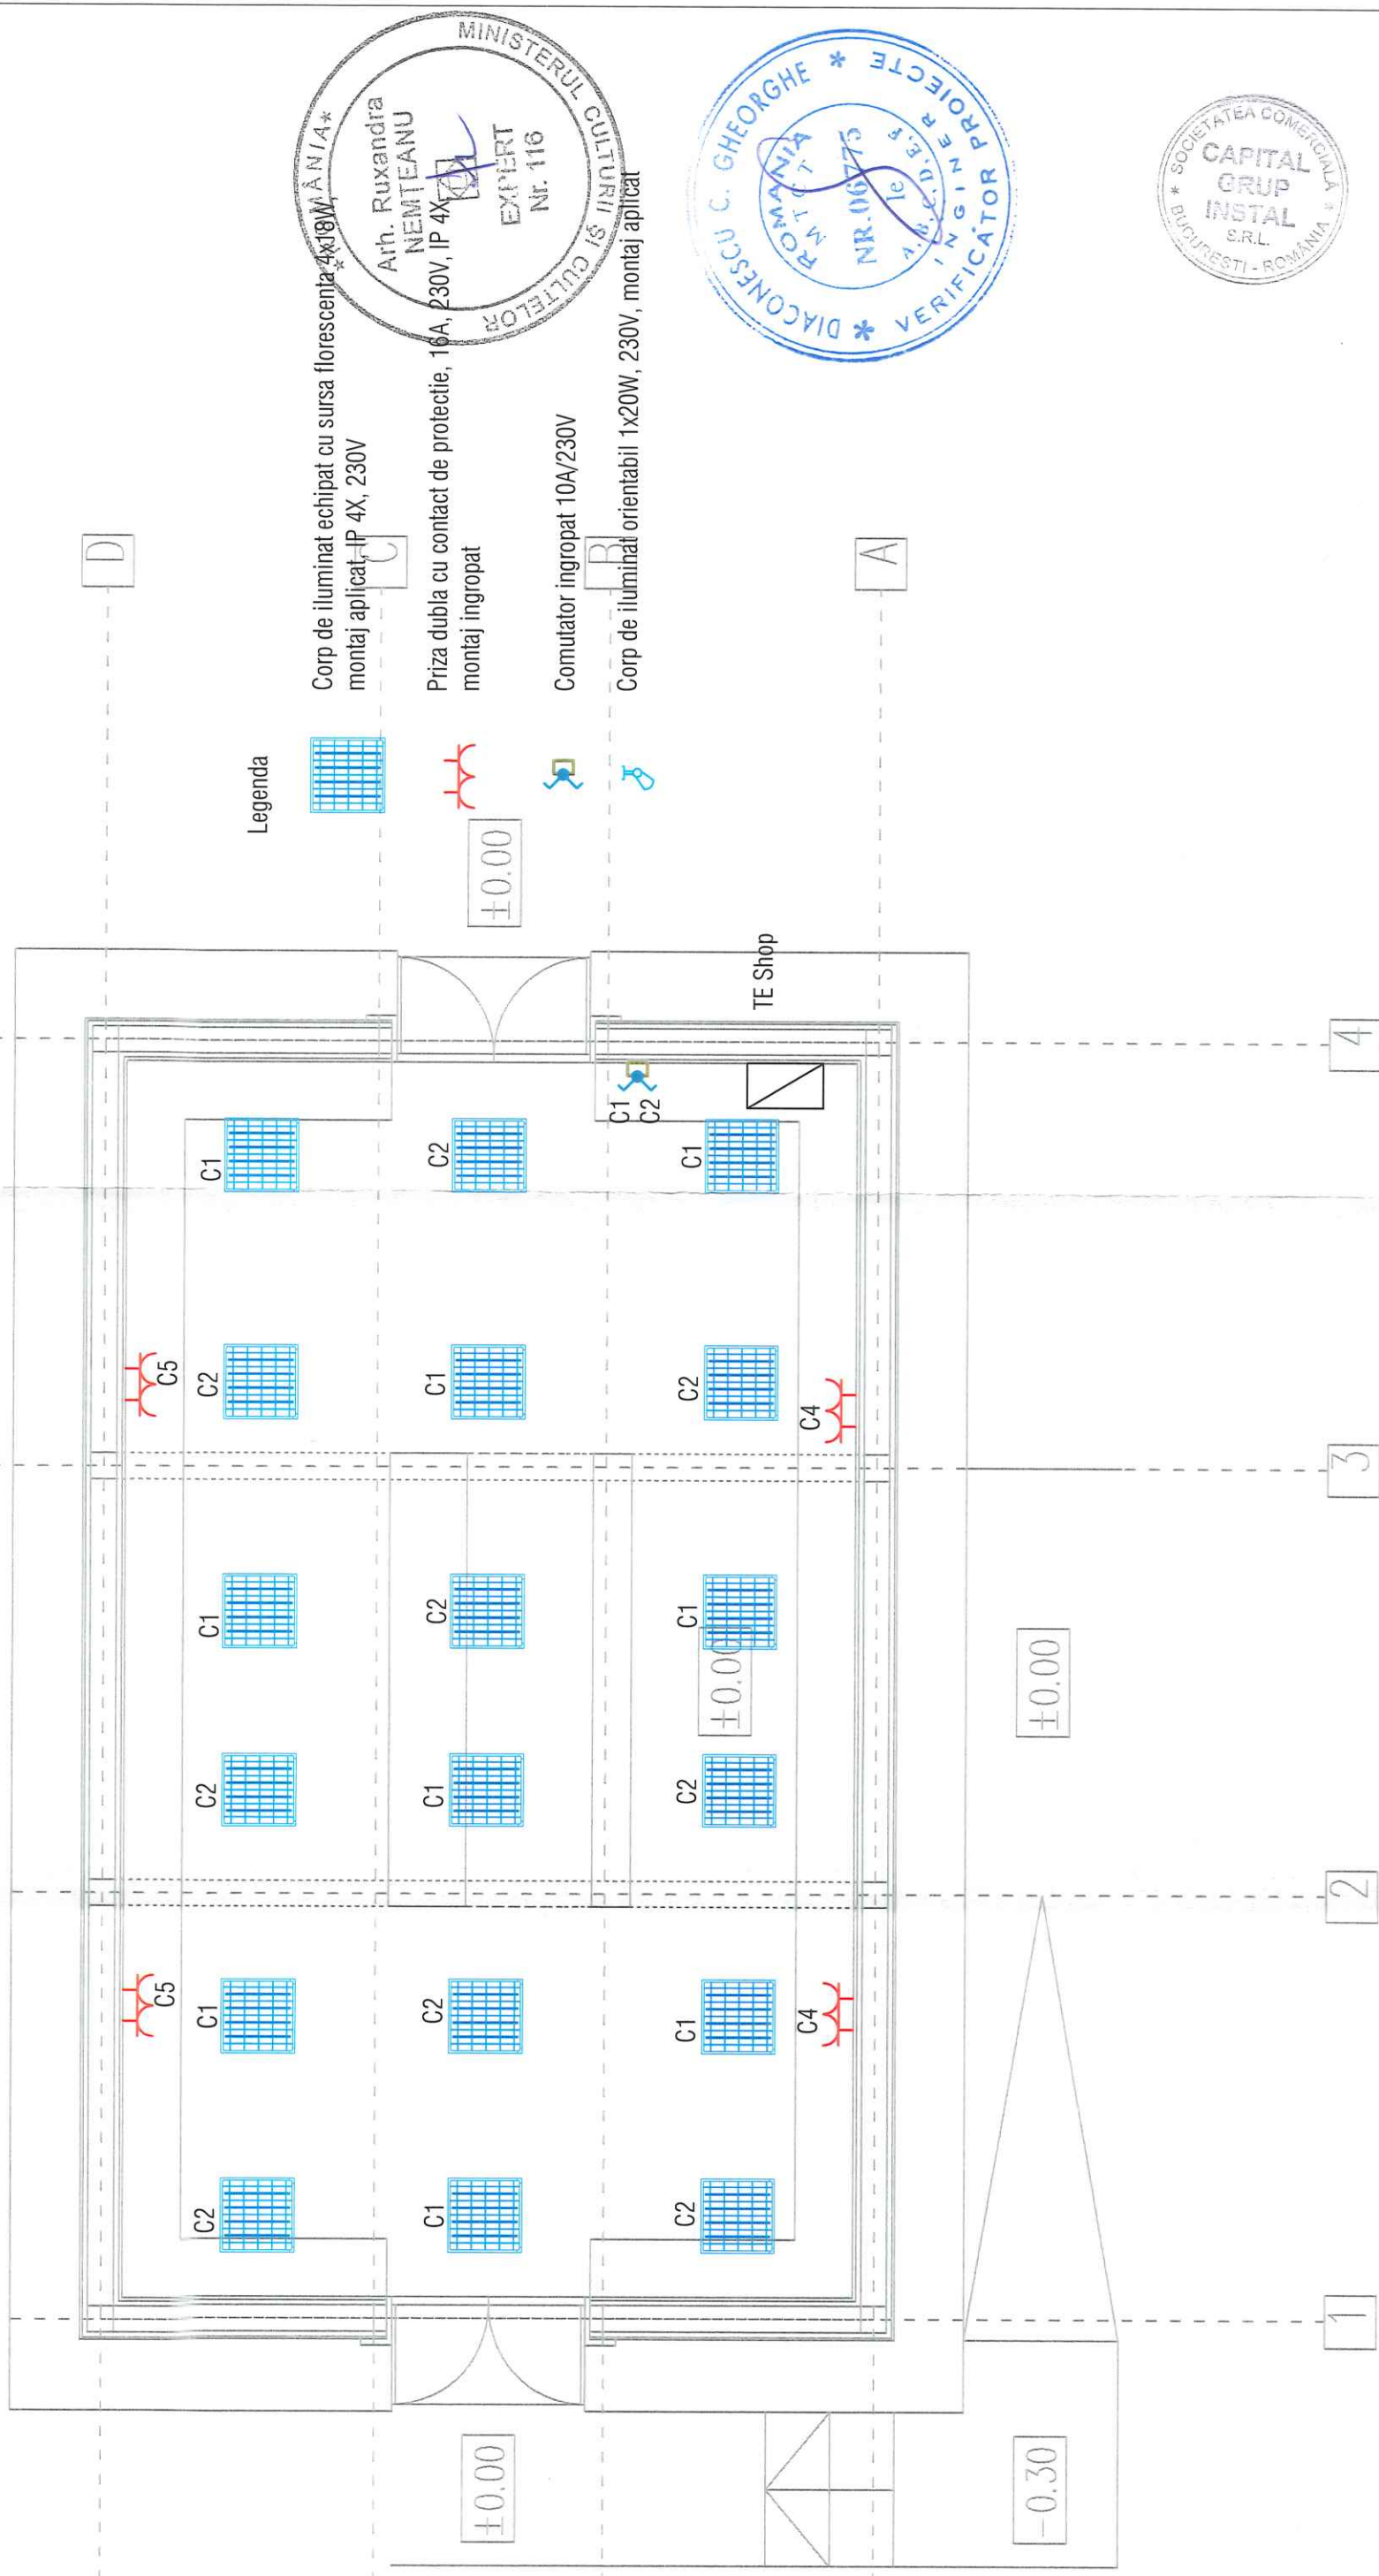 Legenda
Corp de iluminat echipat cu sursa florescenta 4x18W,
montaj aplicat, IP 4X, 230V
Priza dubla cu contact de protectie, 16A, 230V, IP 4X,
montaj ingropat
Comutator ingropat 10A/230V
Corp de iluminat orientabil 1x20W, 230V, montaj aplicat
MINISTERUL CULTURII ȘI CULTELOR
*ROMÂNIA*
Arh. Ruxandra
NEMȚEANU
EXPERT
Nr. 116
* DIACONESCU C. GHEORGHE *
VERIFICATOR PROIECTE
INGINER
ROMANIA
M T C T
NR.06775
Ie
A,B,C,D,E,F
* SOCIETATEA COMERCIALĂ *
BUCUREȘTI - ROMÂNIA
CAPITAL
GRUP
INSTAL
S.R.L.
D
C
B
A
±0.00
TE Shop
C5
C5
C2
C1
C2
C1
C2
C1
C1
C2
C1
C2
C1
C2
C1
C2
C2
C1
C2
C1
C2
C1
C4
C4
±0.00
±0.00
±0.00
-0.30
1
2
3
4